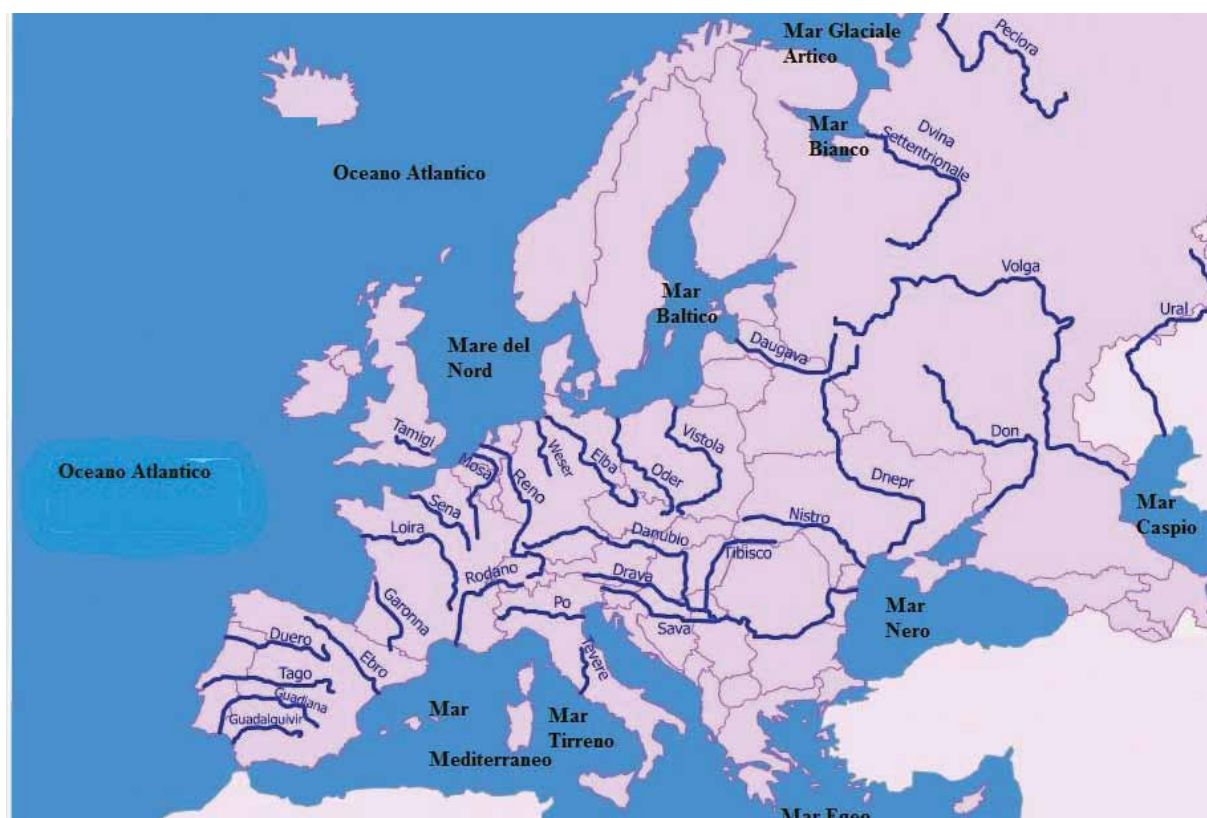 Mar Glaciale
Artico
Peciora
Mar
Bianco
Dvina
Settentrionale
Oceano Atlantico
Volga
Mar
Baltico
Ural
Mare del
Nord
Daugava
Tamigi
Mosa
Reno
Weser
Elba
Oder
Vistola
Don
Dnepr
Oceano Atlantico
Sena
Loira
Danubio
Nistro
Tibisco
Mar
Caspio
Rodano
Drava
Garonna
Po
Sava
Mar
Nero
Duero
Ebro
Tevere
Tago
Guadiana
Guadalquivir
Mar
Mediterraneo
Mar
Tirreno
Mar Egeo